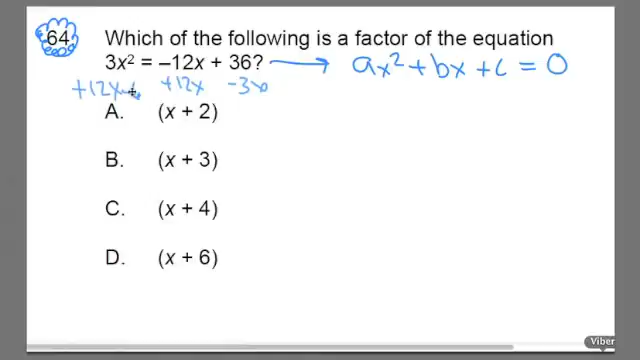 64. Which of the following is a factor of the equation
3x² = –12x + 36? ax² + bx + c = 0
+12x +12x
A. (x + 2)
B. (x + 3)
C. (x + 4)
D. (x + 6)
Viber